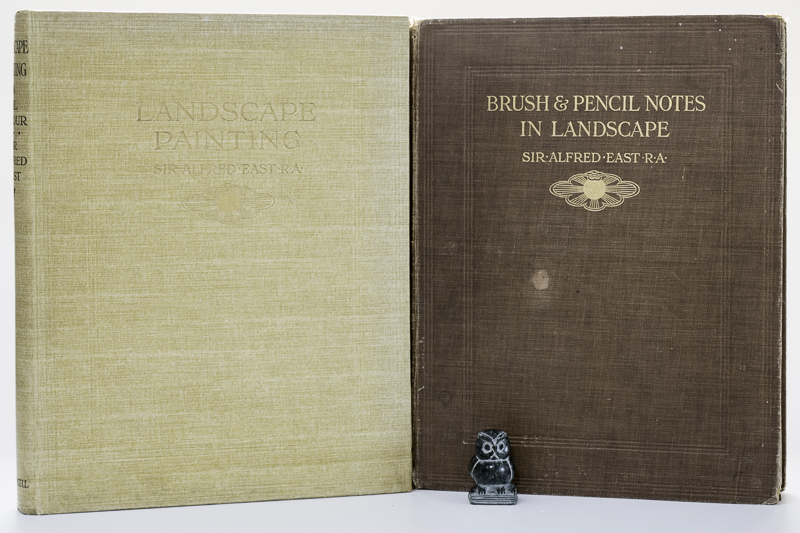 LANDSCAPE
PAINTING
SIR·ALFRED·EAST·R·A·
BRUSH & PENCIL NOTES
IN LANDSCAPE
SIR·ALFRED·EAST·R·A·